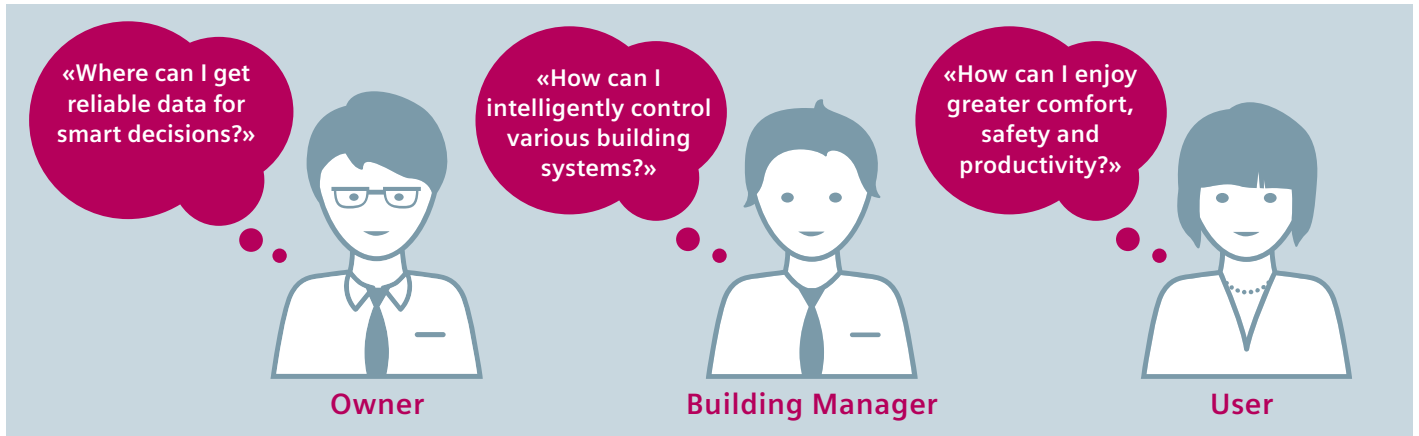 «Where can I get
reliable data for
smart decisions?»
«How can I
intelligently control
various building
systems?»
«How can I enjoy
greater comfort,
safety and
productivity?»
Owner
Building Manager
User